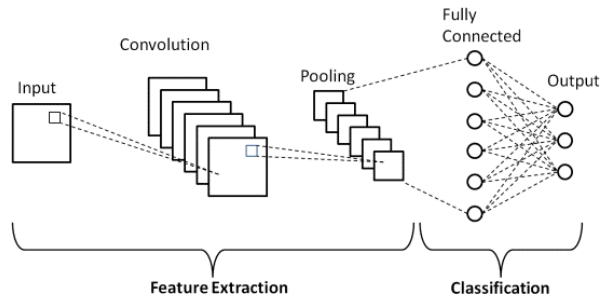 Input
Convolution
Pooling
Fully
Connected
Output
Feature Extraction
Classification